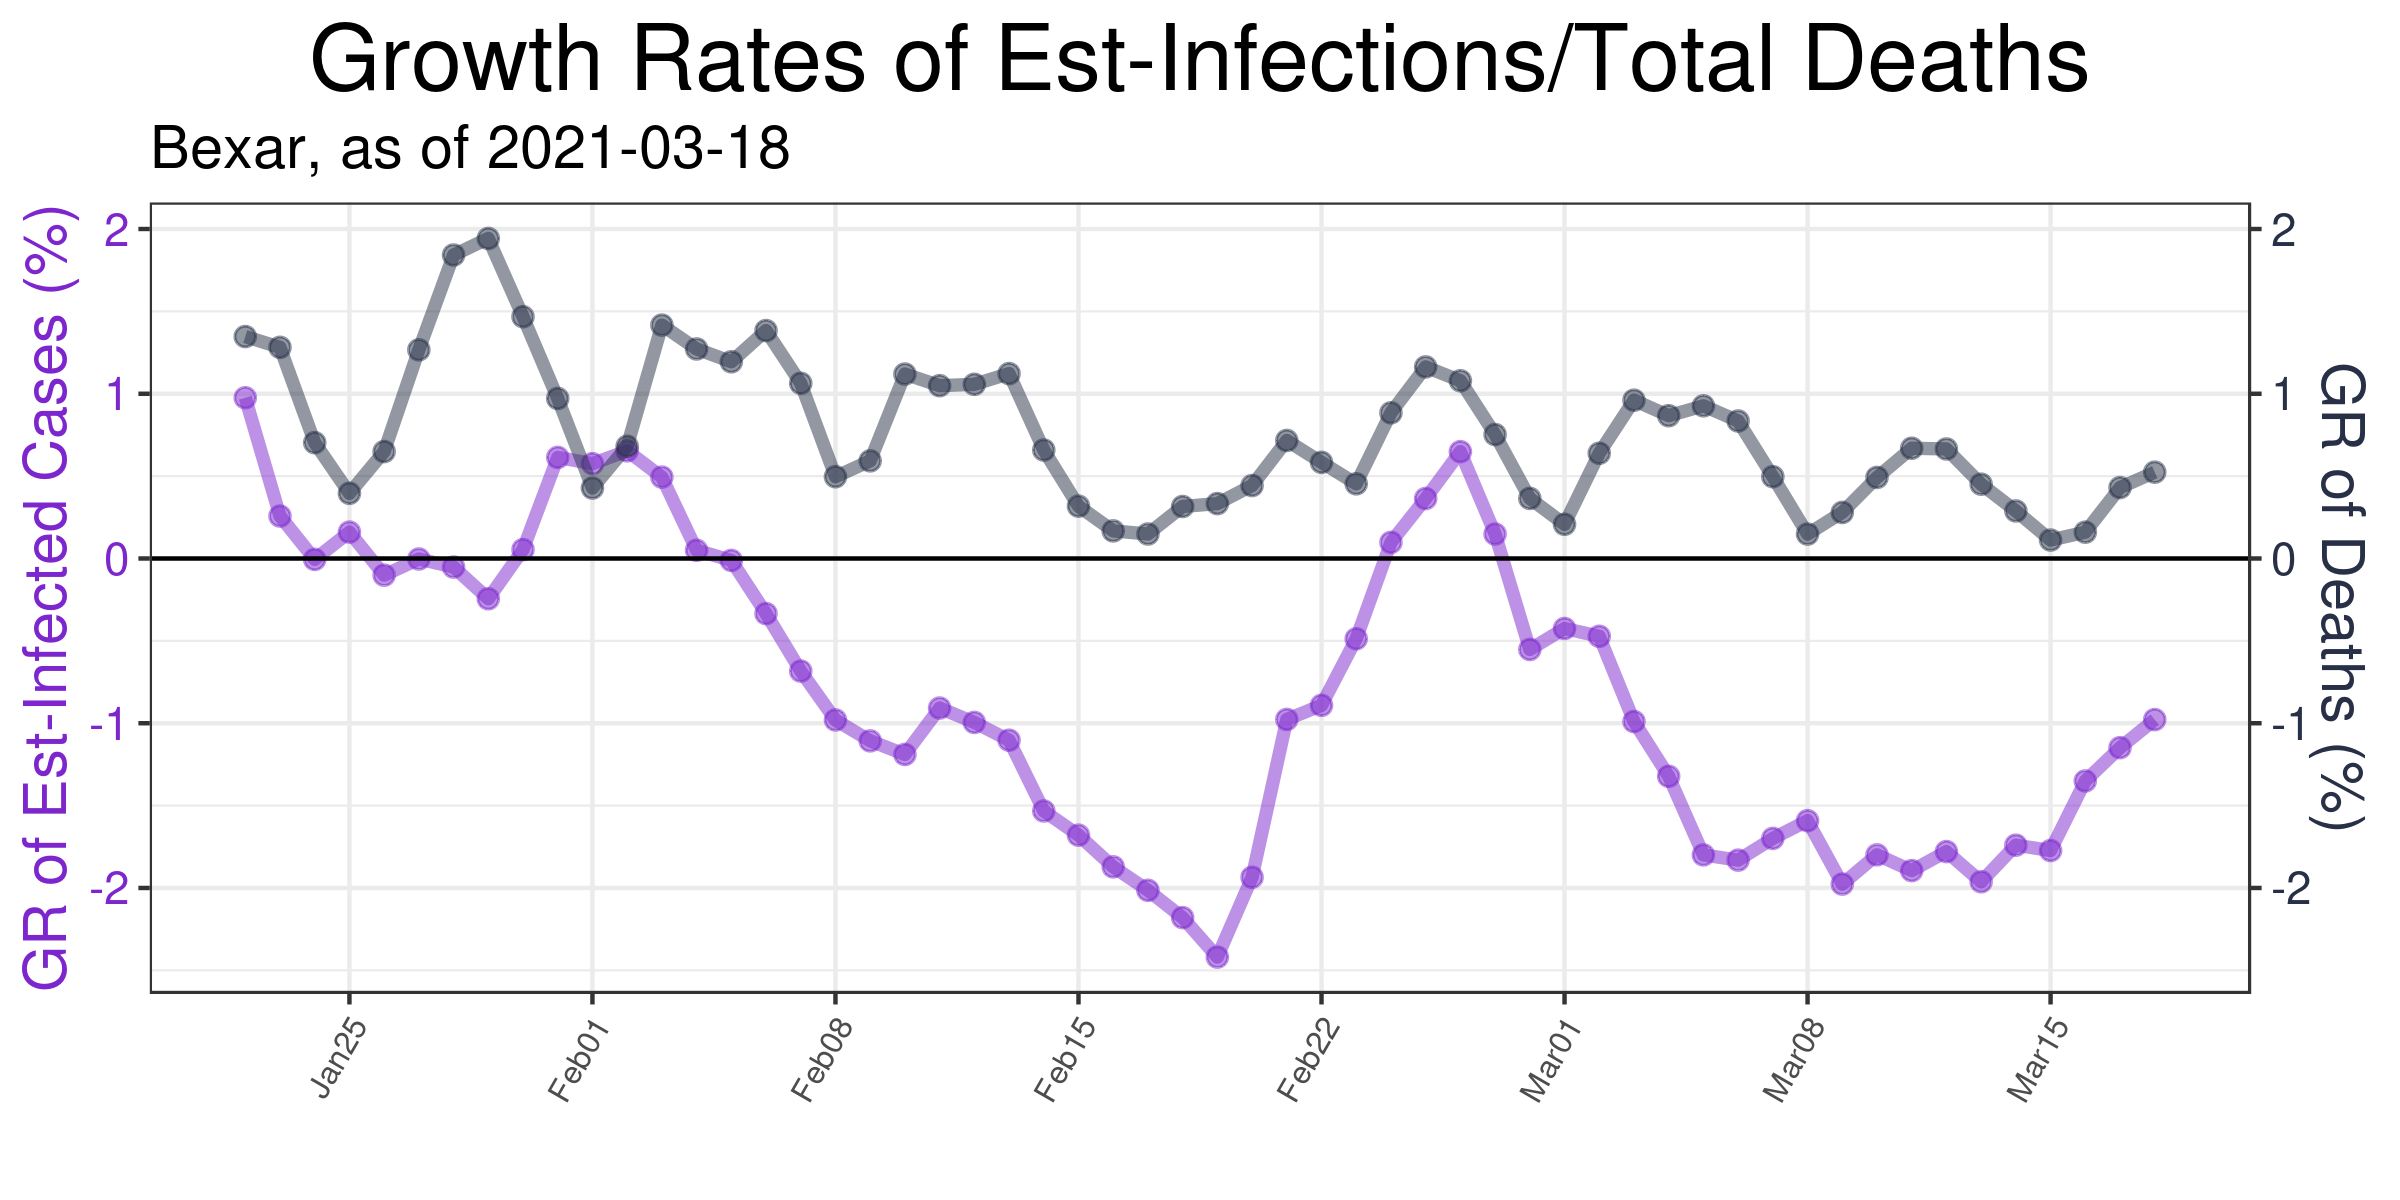 Growth Rates of Est-Infections/Total Deaths
Bexar, as of 2021-03-18
GR of Est-Infected Cases (%)
2
1
0
-1
-2
2
1
0
-1
-2
GR of Deaths (%)
Jan25
Feb01
Feb08
Feb15
Feb22
Mar01
Mar08
Mar15